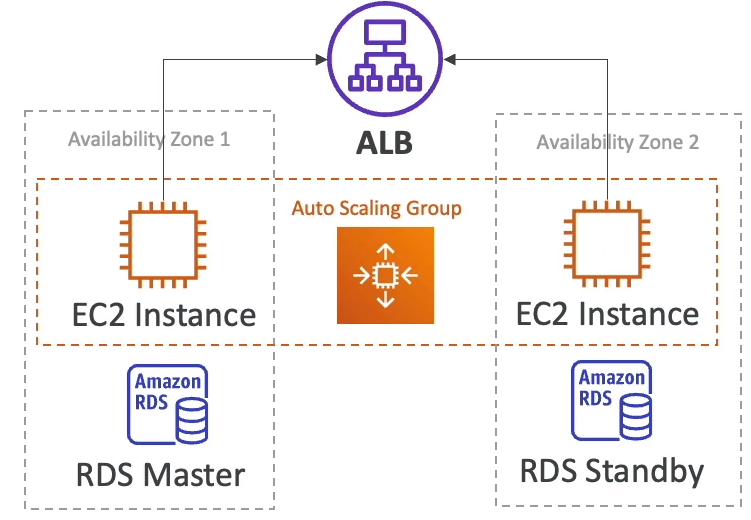 ALB
Availability Zone 1
Availability Zone 2
Auto Scaling Group
EC2 Instance
EC2 Instance
Amazon
RDS
RDS Master
Amazon
RDS
RDS Standby